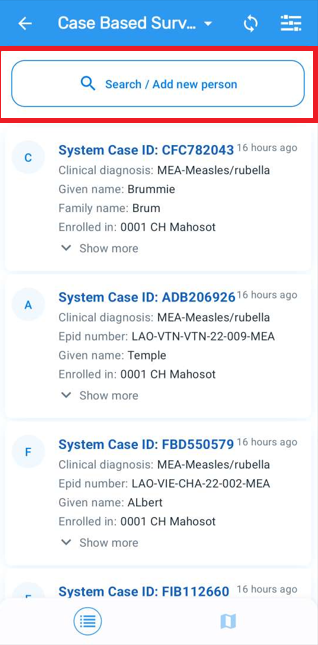 Case Based Surv...
Search / Add new person
C
System Case ID: CFC782043 16 hours ago
Clinical diagnosis: MEA-Measles/rubella
Given name: Brummie
Family name: Brum
Enrolled in: 0001 CH Mahosot
Show more
A
System Case ID: ADB206926 16 hours ago
Clinical diagnosis: MEA-Measles/rubella
Epid number: LAO-VTN-VTN-22-009-MEA
Given name: Temple
Enrolled in: 0001 CH Mahosot
Show more
F
System Case ID: FBD550579 16 hours ago
Clinical diagnosis: MEA-Measles/rubella
Epid number: LAO-VIE-CHA-22-002-MEA
Given name: ALbert
Enrolled in: 0001 CH Mahosot
Show more
F
System Case ID: FIB112660 16 hours ago